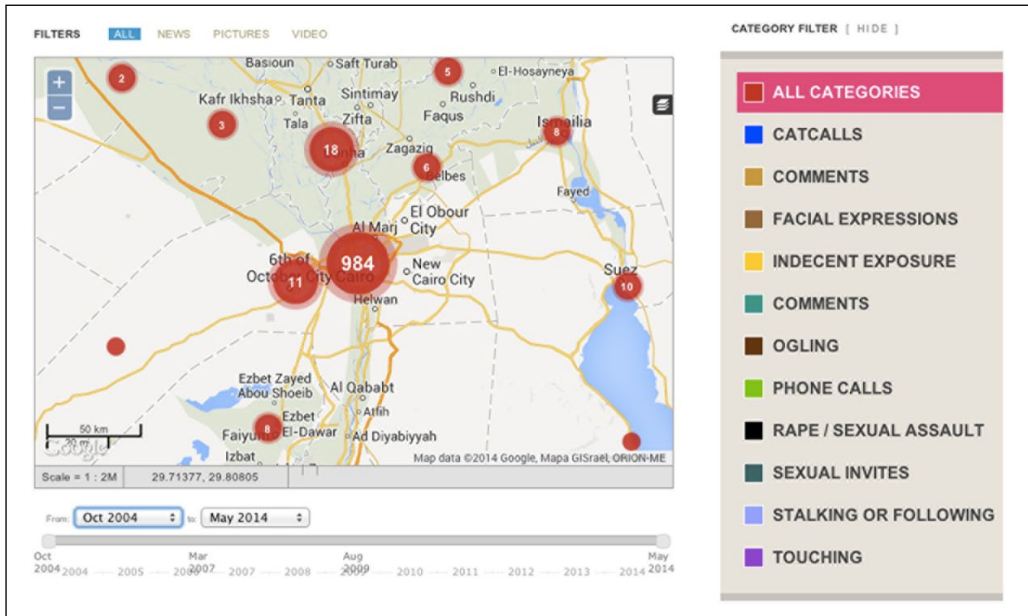 FILTERS ALL NEWS PICTURES VIDEO
CATEGORY FILTER [ HIDE ]
+
−
2
Basioun
Saft Turab
5
El-Hosayneya
Kafr Ikhsha
Tanta
Sintimay
Rushdi
3
Tala
Zifta
Faqus
Ismailia
8
18
Zagazig
6
Belbes
Fayed
El Obour
City
Al Marj
984
6th of
October City
Cairo
11
New
Cairo City
Suez
10
Helwan
Ezbet Zayed
Abou Shoeib
Al Qababt
Atfih
8
Ezbet
El-Dawar
Faiyum
Ad Diyabiyyah
Izbat
50 km
20 m
Google
Map data ©2014 Google, Mapa GISrael, ORION-ME
Scale = 1 : 2M
29.71377, 29.80805
From: Oct 2004 to: May 2014
Oct
2004
Mar
2007
Aug
2009
May
2014
2004 2005 2006 2007 2008 2009 2010 2011 2012 2013 2014
ALL CATEGORIES
CATCALLS
COMMENTS
FACIAL EXPRESSIONS
INDECENT EXPOSURE
COMMENTS
OGLING
PHONE CALLS
RAPE / SEXUAL ASSAULT
SEXUAL INVITES
STALKING OR FOLLOWING
TOUCHING